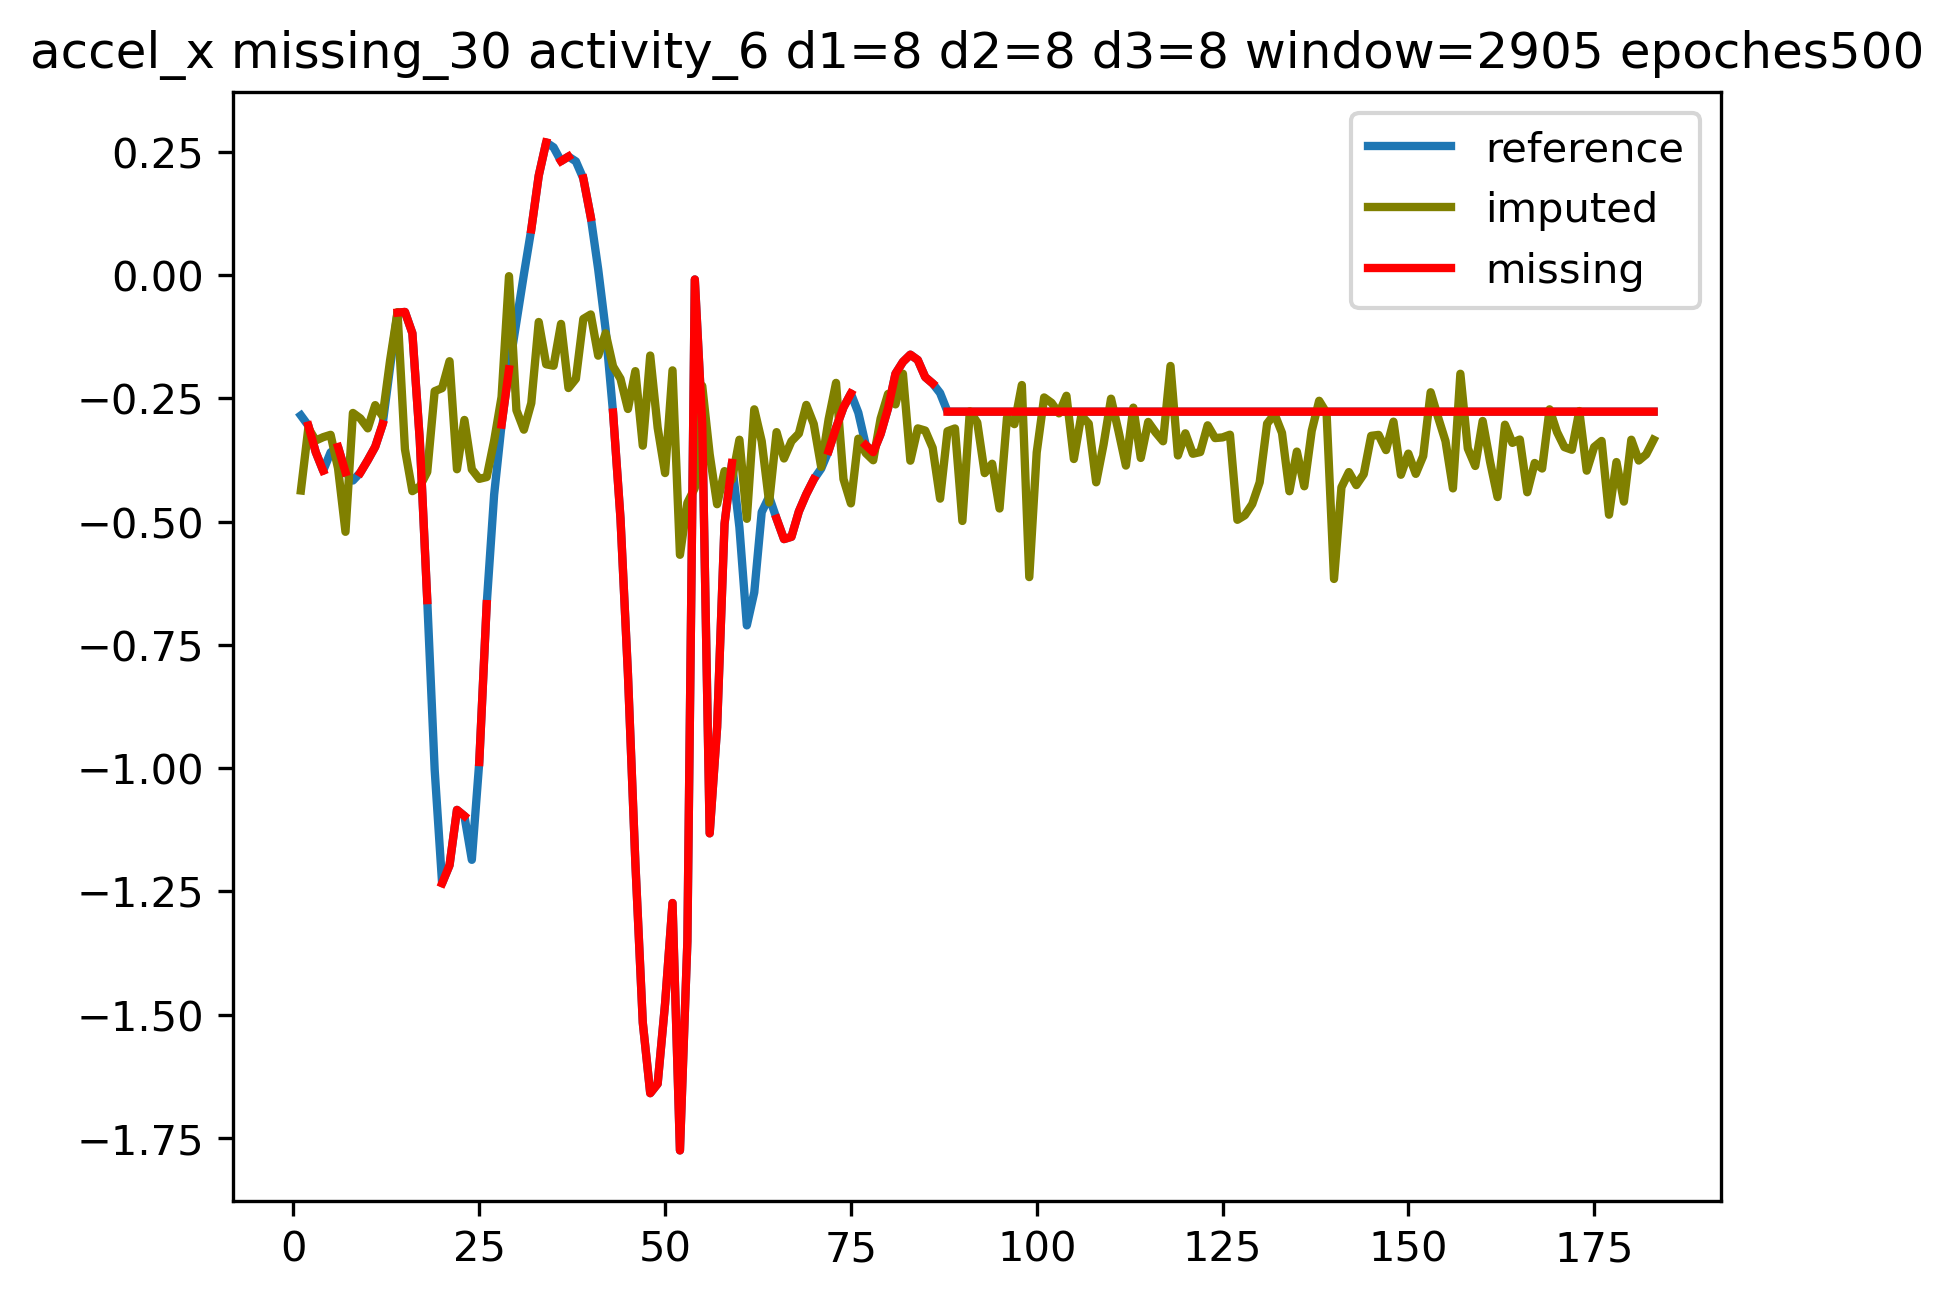 accel_x missing_30 activity_6 d1=8 d2=8 d3=8 window=2905 epoches500
reference
imputed
missing
0.25
0.00
−0.25
−0.50
−0.75
−1.00
−1.25
−1.50
−1.75
0 25 50 75 100 125 150 175